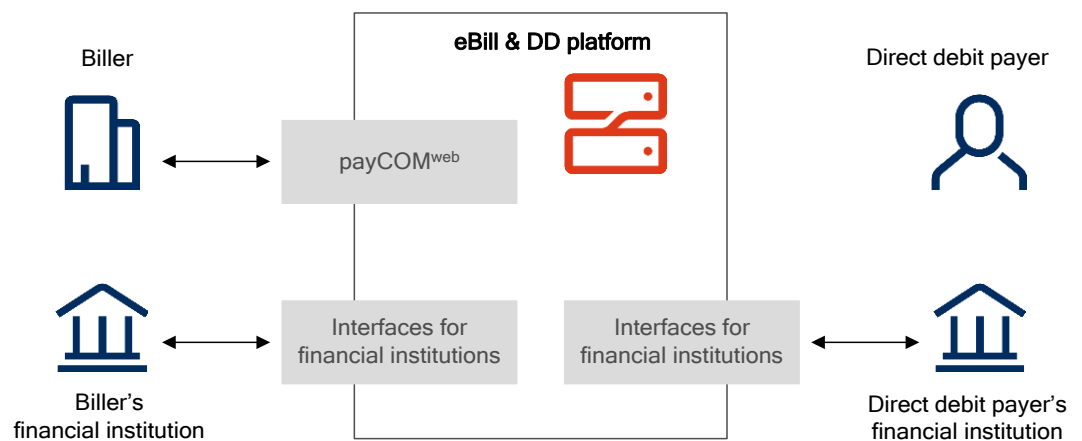 eBill & DD platform
Biller
Direct debit payer
payCOMweb
Interfaces for
financial institutions
Interfaces for
financial institutions
Biller’s
financial institution
Direct debit payer’s
financial institution